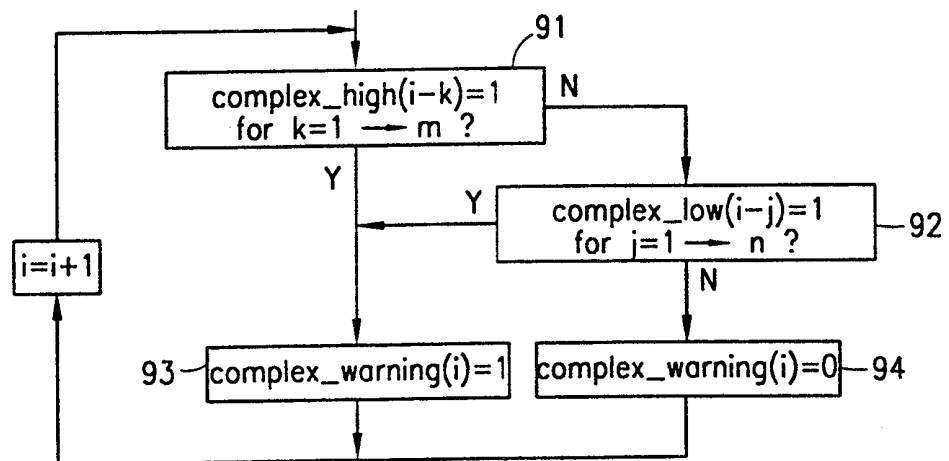 91
complex_high(i-k)=1
for k=1 → m ?
N
Y
Y
complex_low(i-j)=1
for j=1 → n ?
92
i=i+1
N
93
complex_warning(i)=1
complex_warning(i)=0
94